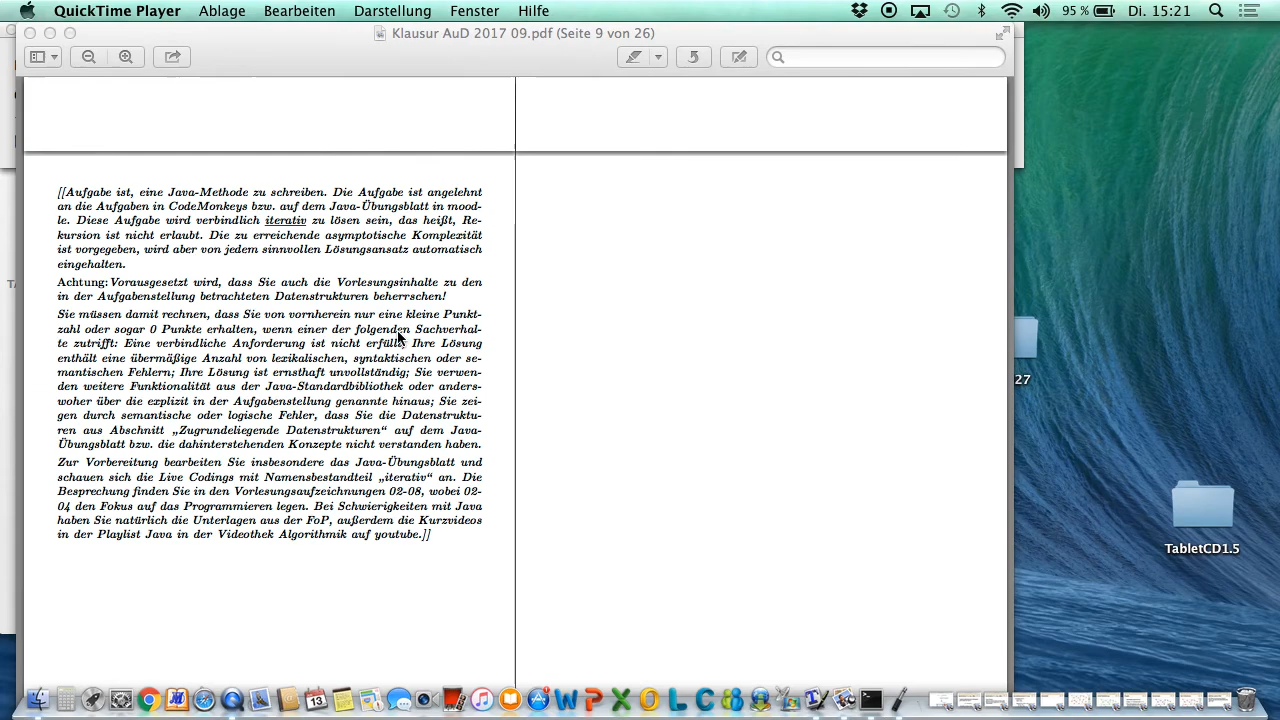 QuickTime Player Ablage Bearbeiten Darstellung Fenster Hilfe 95 % Di. 15:21
Klausur AuD 2017 09.pdf (Seite 9 von 26)
[[Aufgabe ist, eine Java-Methode zu schreiben. Die Aufgabe ist angelehnt
an die Aufgaben in CodeMonkeys bzw. auf dem Java-Übungsblatt in mood-
le. Diese Aufgabe wird verbindlich iterativ zu lösen sein, das heißt, Re-
kursion ist nicht erlaubt. Die zu erreichende asymptotische Komplexität
ist vorgegeben, wird aber von jedem sinnvollen Lösungsansatz automatisch
eingehalten.
Achtung: Vorausgesetzt wird, dass Sie auch die Vorlesungsinhalte zu den
in der Aufgabenstellung betrachteten Datenstrukturen beherrschen!
Sie müssen damit rechnen, dass Sie von vornherein nur eine kleine Punkt-
zahl oder sogar 0 Punkte erhalten, wenn einer der folgenden Sachverhal-
te zutrifft: Eine verbindliche Anforderung ist nicht erfüllt; Ihre Lösung
enthält eine übermäßige Anzahl von lexikalischen, syntaktischen oder se-
mantischen Fehlern; Ihre Lösung ist ernsthaft unvollständig; Sie verwen-
den weitere Funktionalität aus der Java-Standardbibliothek oder anders-
woher über die explizit in der Aufgabenstellung genannte hinaus; Sie zei-
gen durch semantische oder logische Fehler, dass Sie die Datenstruktu-
ren aus Abschnitt „Zugrundeliegende Datenstrukturen“ auf dem Java-
Übungsblatt bzw. die dahinterstehenden Konzepte nicht verstanden haben.
Zur Vorbereitung bearbeiten Sie insbesondere das Java-Übungsblatt und
schauen sich die Live Codings mit Namensbestandteil „iterativ“ an. Die
Besprechung finden Sie in den Vorlesungsaufzeichnungen 02-08, wobei 02-
04 den Fokus auf das Programmieren legen. Bei Schwierigkeiten mit Java
haben Sie natürlich die Unterlagen aus der FoP, außerdem die Kurzvideos
in der Playlist Java in der Videothek Algorithmik auf youtube.]]
27
TabletCD1.5